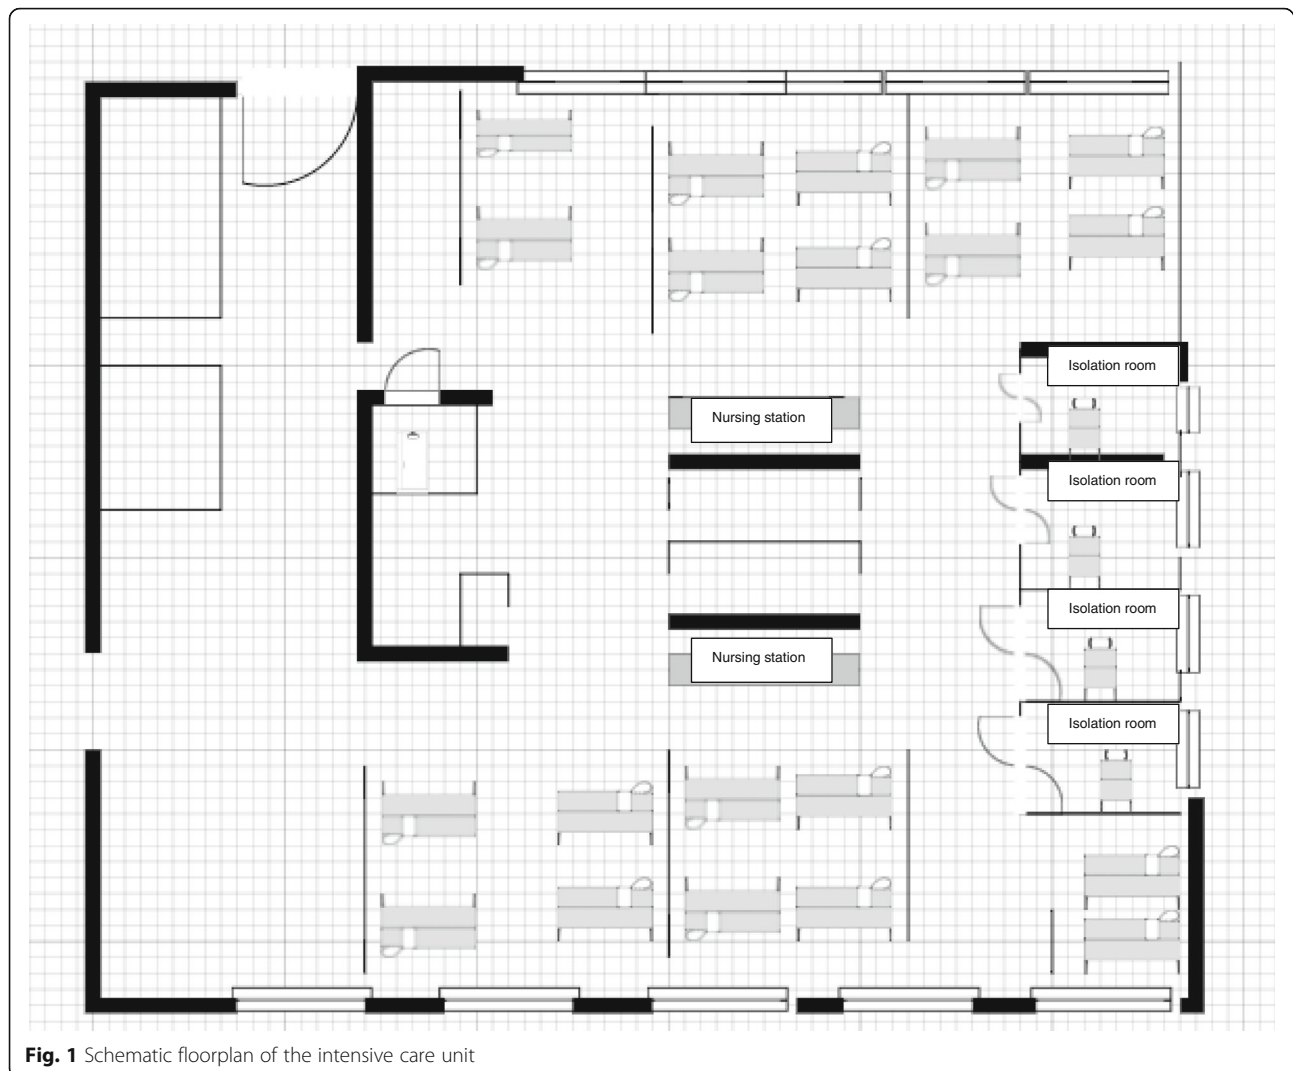 Isolation room
Nursing station
Isolation room
Isolation room
Nursing station
Isolation room
Fig. 1 Schematic floorplan of the intensive care unit